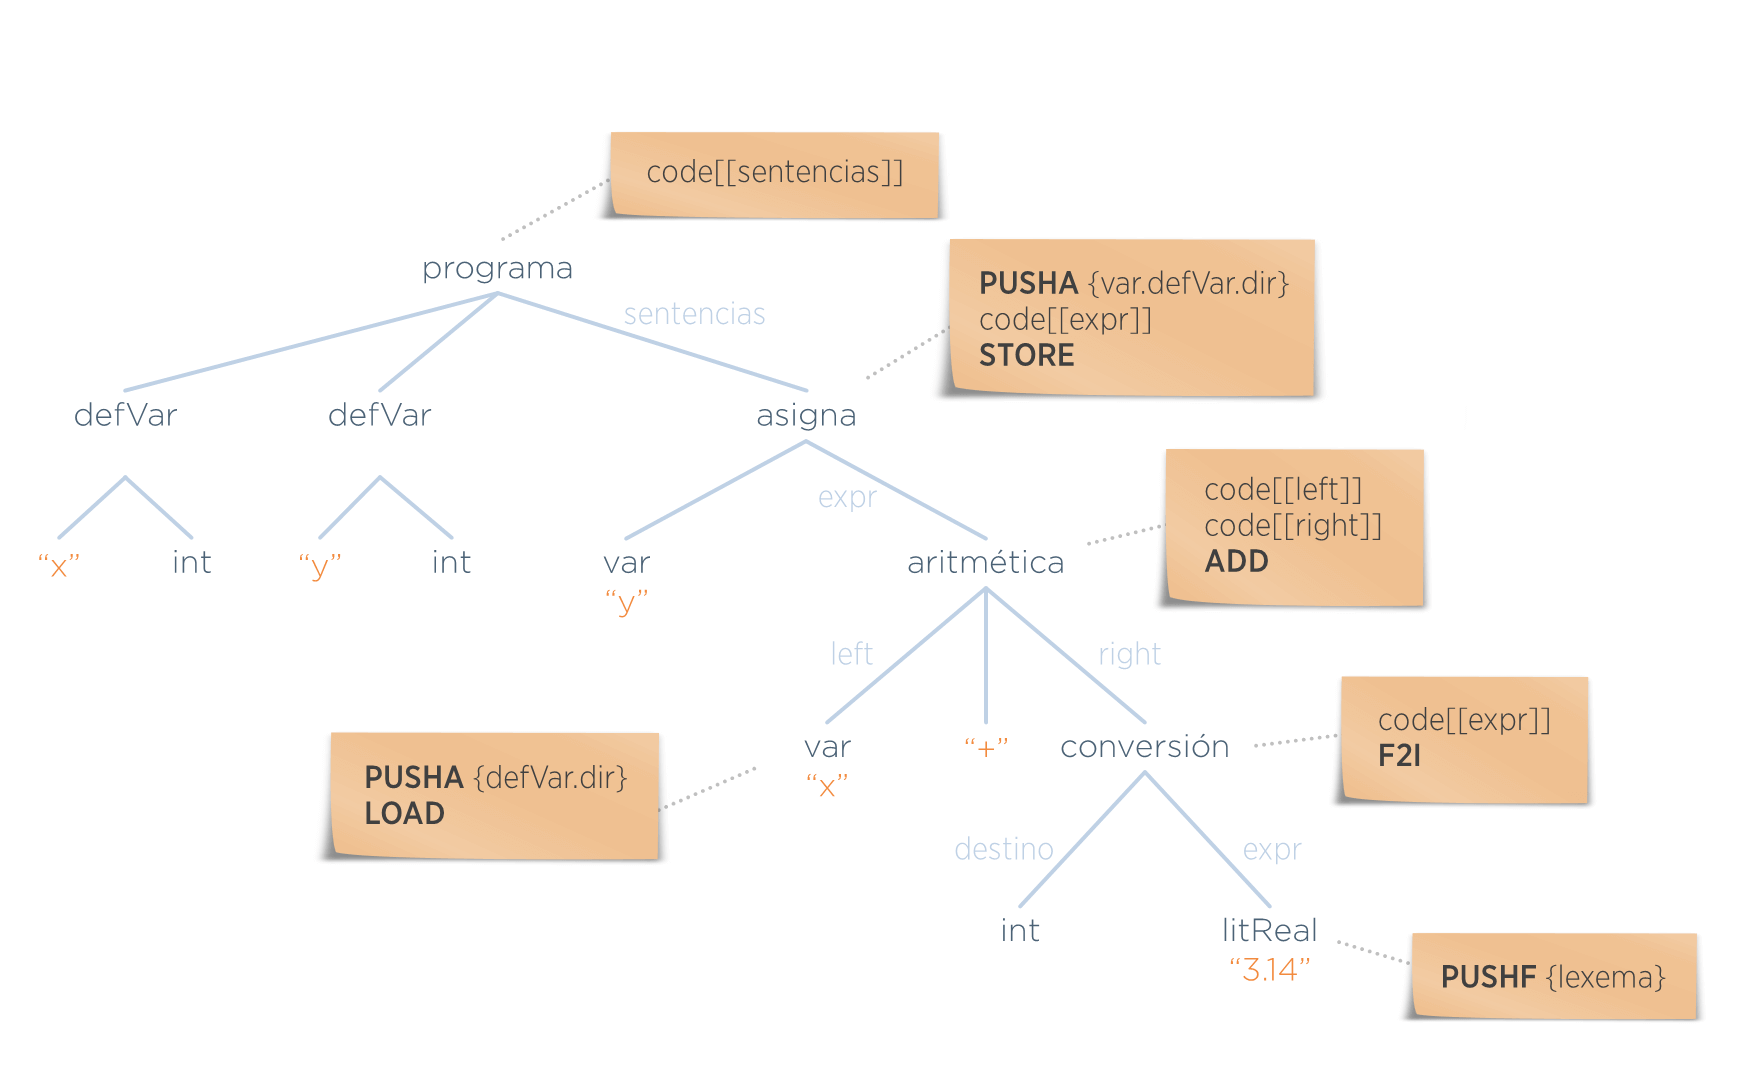 code[[sentencias]]
programa
sentencias
PUSHA {var.defVar.dir}
code[[expr]]
STORE
defVar
defVar
asigna
expr
code[[left]]
code[[right]]
ADD
“x”
int
“y”
int
var
“y”
aritmética
left
right
code[[expr]]
F2I
PUSHA {defVar.dir}
LOAD
var
“x”
“+”
conversión
destino
expr
int
litReal
“3.14”
PUSHF {lexema}